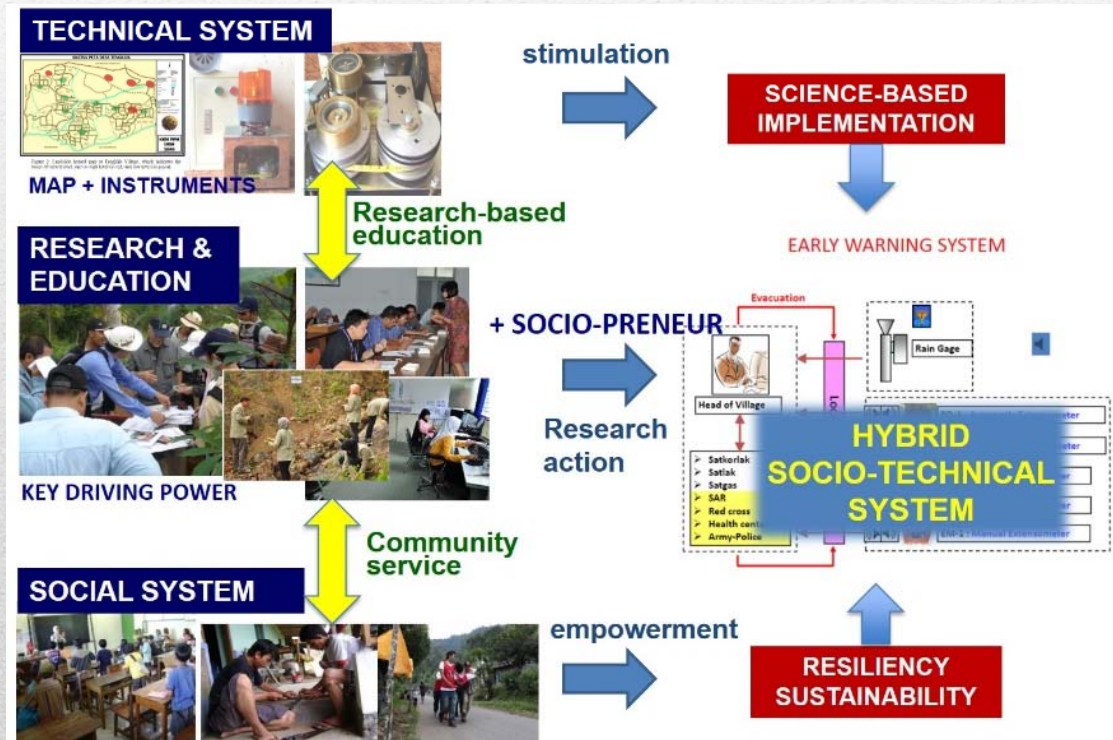 TECHNICAL SYSTEM
MAP + INSTRUMENTS
stimulation
SCIENCE-BASED
IMPLEMENTATION
Research-based
education
RESEARCH &
EDUCATION
KEY DRIVING POWER
+ SOCIO-PRENEUR
Research
action
EARLY WARNING SYSTEM
Evacuation
Rain Gage
Head of Village
Satkorlak
Satlak
Satgas
SAR
Red cross
Health cente
Army-Police
HYBRID
SOCIO-TECHNICAL
SYSTEM
Community
service
SOCIAL SYSTEM
empowerment
RESILIENCY
SUSTAINABILITY